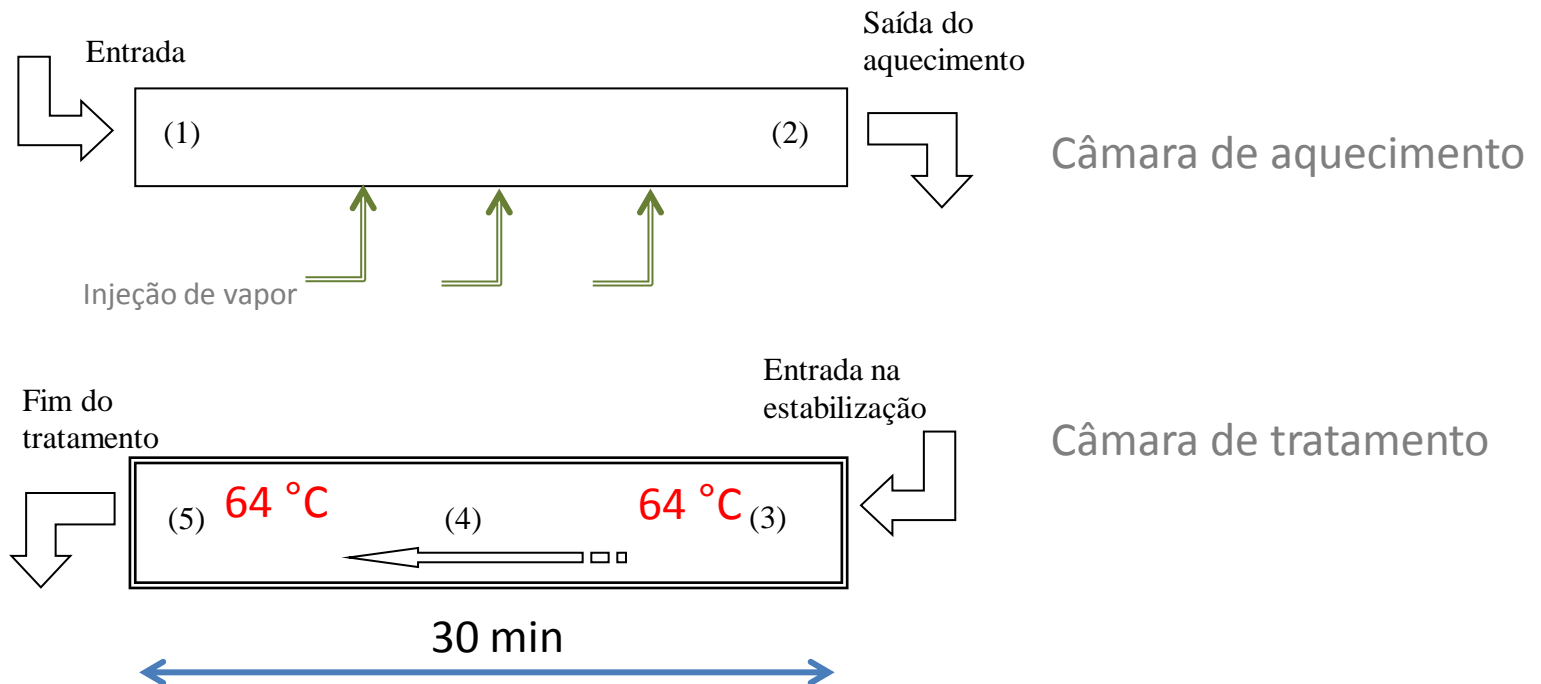 Entrada
Saída do
aquecimento
(1)
(2)
Câmara de aquecimento
Injeção de vapor
Entrada na
estabilização
Fim do
tratamento
Câmara de tratamento
(5) 64 °C (4) 64 °C (3)
30 min